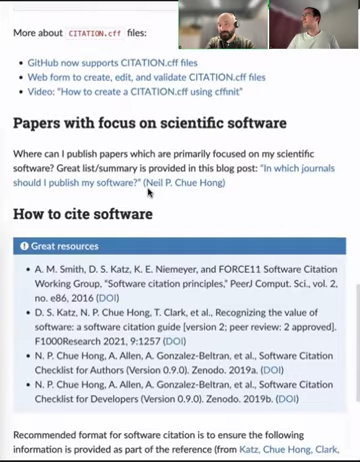 More about CITATION.cff files:
• GitHub now supports CITATION.cff files
• Web form to create, edit, and validate CITATION.cff files
• Video: "How to create a CITATION.cff using cffinit"
Papers with focus on scientific software
Where can I publish papers which are primarily focused on my scientific
software? Great list/summary is provided in this blog post: "In which journals
should I publish my software?" (Neil P. Chue Hong)
How to cite software
Great resources
• A. M. Smith, D. S. Katz, K. E. Niemeyer, and FORCE11 Software Citation
Working Group, "Software citation principles," PeerJ Comput. Sci., vol. 2,
no. e86, 2016 (DOI)
• D. S. Katz, N. P. Chue Hong, T. Clark, et al., Recognizing the value of
software: a software citation guide [version 2; peer review: 2 approved].
F1000Research 2021, 9:1257 (DOI)
• N. P. Chue Hong, A. Allen, A. Gonzalez-Beltran, et al., Software Citation
Checklist for Authors (Version 0.9.0). Zenodo. 2019a. (DOI)
• N. P. Chue Hong, A. Allen, A. Gonzalez-Beltran, et al., Software Citation
Checklist for Developers (Version 0.9.0). Zenodo. 2019b. (DOI)
Recommended format for software citation is to ensure the following
information is provided as part of the reference (from Katz, Chue Hong, Clark,